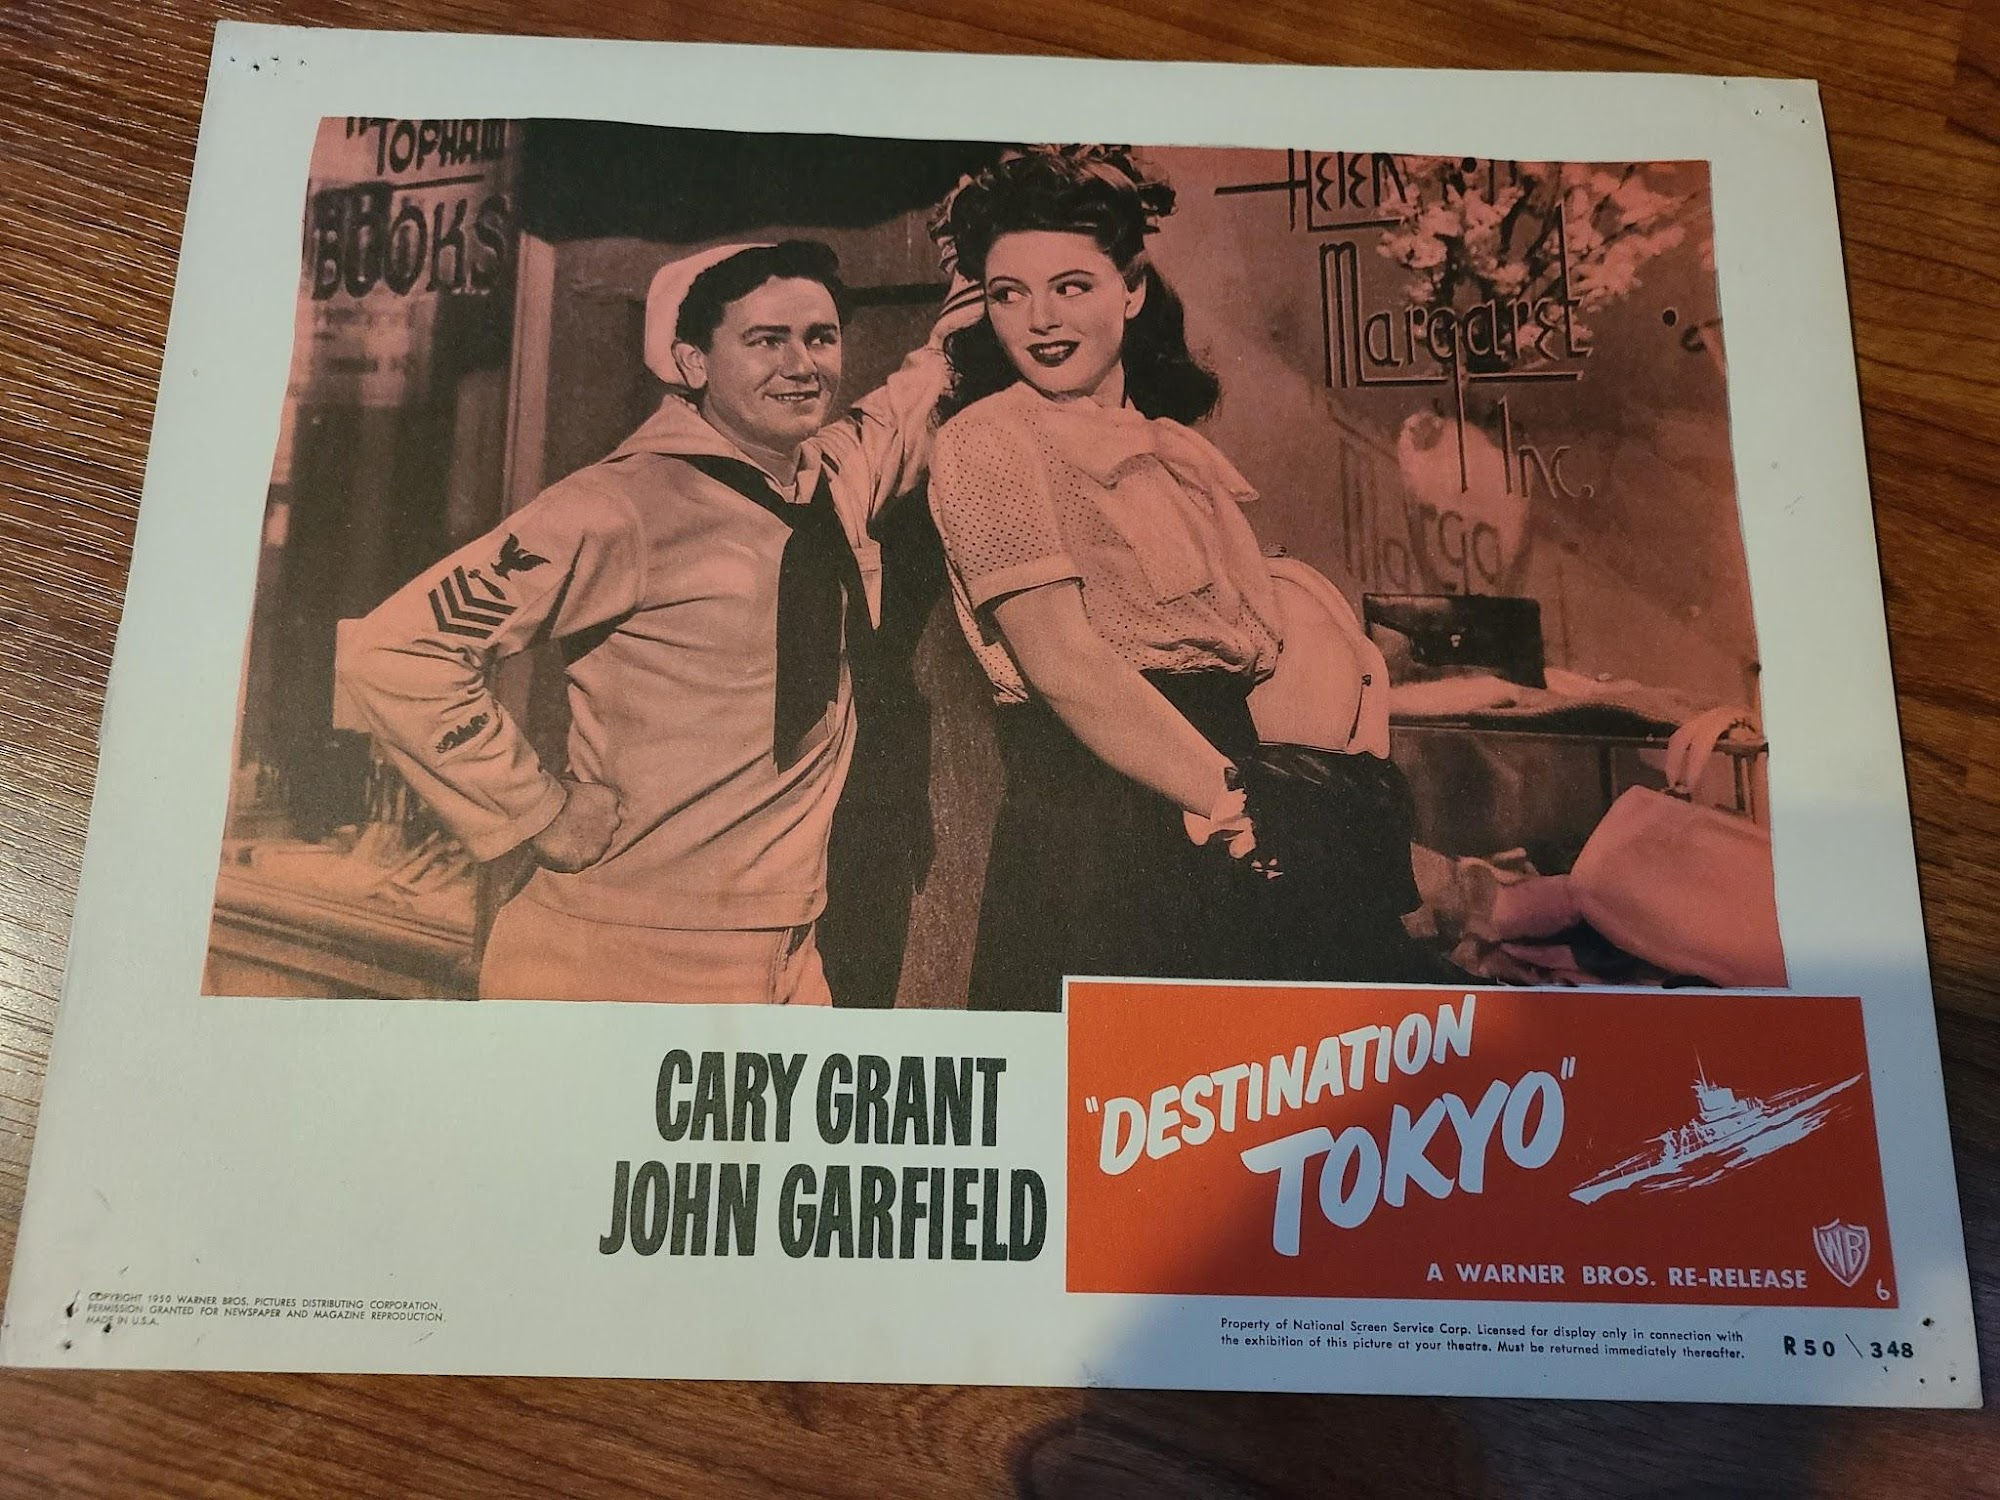 TOPHAM
BOOKS
HELEN
Margaret
Inc.
CARY GRANT
JOHN GARFIELD
"DESTINATION
TOKYO"
A WARNER BROS. RE-RELEASE
WB
6
COPYRIGHT 1950 WARNER BROS. PICTURES DISTRIBUTING CORPORATION.
PERMISSION GRANTED FOR NEWSPAPER AND MAGAZINE REPRODUCTION.
MADE IN U.S.A.
Property of National Screen Service Corp. Licensed for display only in connection with
the exhibition of this picture at your theatre. Must be returned immediately thereafter.
R50 \ 348